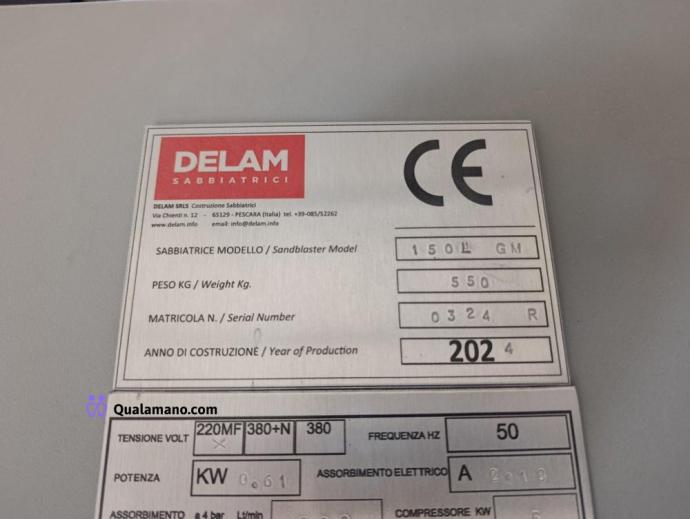 DELAM
SABBIATRICI
DELAM SRLS Costruzione Sabbiatrici
Via Chienti n. 12 - 65129 - PESCARA (Italia) tel. +39-085/52262
www.delam.info email: info@delam.info
CE
SABBIATRICE MODELLO / Sandblaster Model 150L GM
PESO KG / Weight Kg. 550
MATRICOLA N. / Serial Number 0324 R
ANNO DI COSTRUZIONE / Year of Production 2024
Qualamano.com
TENSIONE VOLT 220MF 380+N 380 FREQUENZA HZ 50
POTENZA KW 0.61 ASSORBIMENTO ELETTRICO A
ASSORBIMENTO a 4 bar Lt/min COMPRESSORE KW